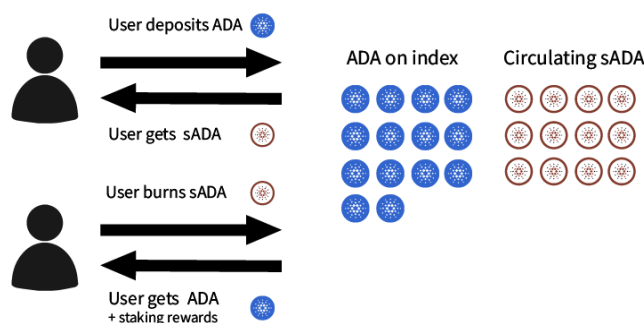 User deposits ADA
User gets sADA
User burns sADA
User gets ADA
+ staking rewards
ADA on index
Circulating sADA